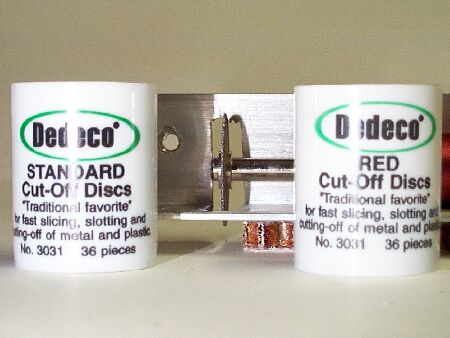 Dedeco
STANDARD
Cut-Off Discs
"Traditional favorite"
for fast slicing, slotting and
cutting-off of metal and plastic.
No. 3031 36 pieces
Dedeco
RED
Cut-Off Discs
"Traditional favorite"
for fast slicing, slotting and
cutting-off of metal and plastic
No. 3031 36 pieces